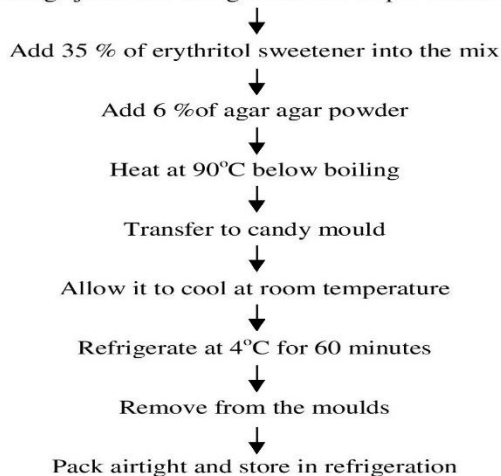 Add 35 % of erythritol sweetener into the mix
Add 6 %of agar agar powder
Heat at 90°C below boiling
Transfer to candy mould
Allow it to cool at room temperature
Refrigerate at 4°C for 60 minutes
Remove from the moulds
Pack airtight and store in refrigeration